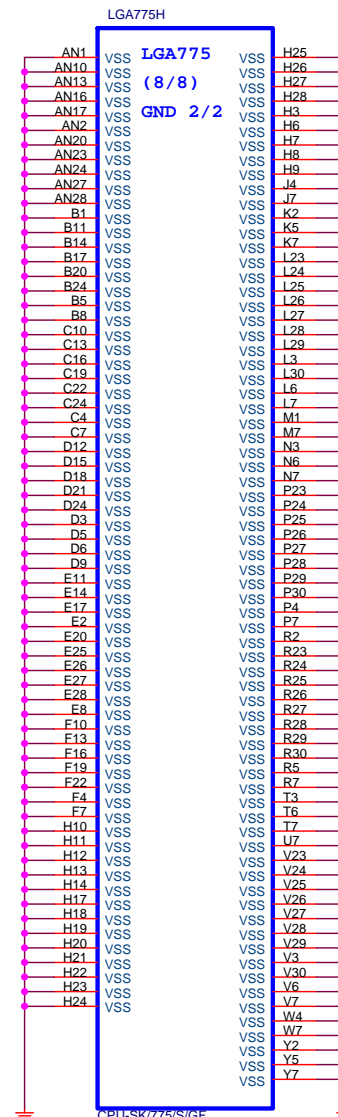 LGA775H
AN1 VSS LGA775 VSS H25
AN10 VSS VSS H26
AN13 VSS (8/8) VSS H27
AN16 VSS VSS H28
AN17 VSS GND 2/2 VSS H3
AN2 VSS VSS H6
AN20 VSS VSS H7
AN23 VSS VSS H8
AN24 VSS VSS H9
AN27 VSS VSS J4
AN28 VSS VSS J7
B1 VSS VSS K2
B11 VSS VSS K5
B14 VSS VSS K7
B17 VSS VSS L23
B20 VSS VSS L24
B24 VSS VSS L25
B5 VSS VSS L26
B8 VSS VSS L27
C10 VSS VSS L28
C13 VSS VSS L29
C16 VSS VSS L3
C19 VSS VSS L30
C22 VSS VSS L6
C24 VSS VSS L7
C4 VSS VSS M1
C7 VSS VSS M7
D12 VSS VSS N3
D15 VSS VSS N6
D18 VSS VSS N7
D21 VSS VSS P23
D24 VSS VSS P24
D3 VSS VSS P25
D5 VSS VSS P26
D6 VSS VSS P27
D9 VSS VSS P28
E11 VSS VSS P29
E14 VSS VSS P30
E17 VSS VSS P4
E2 VSS VSS P7
E20 VSS VSS R2
E25 VSS VSS R23
E26 VSS VSS R24
E27 VSS VSS R25
E28 VSS VSS R26
E8 VSS VSS R27
F10 VSS VSS R28
F13 VSS VSS R29
F16 VSS VSS R30
F19 VSS VSS R5
F22 VSS VSS R7
F4 VSS VSS T3
F7 VSS VSS T6
H10 VSS VSS T7
H11 VSS VSS U7
H12 VSS VSS V23
H13 VSS VSS V24
H14 VSS VSS V25
H17 VSS VSS V26
H18 VSS VSS V27
H19 VSS VSS V28
H20 VSS VSS V29
H21 VSS VSS V3
H22 VSS VSS V30
H23 VSS VSS V6
H24 VSS VSS V7
VSS W4
VSS W7
VSS Y2
VSS Y5
VSS Y7
CPU-SK/775/S/GF